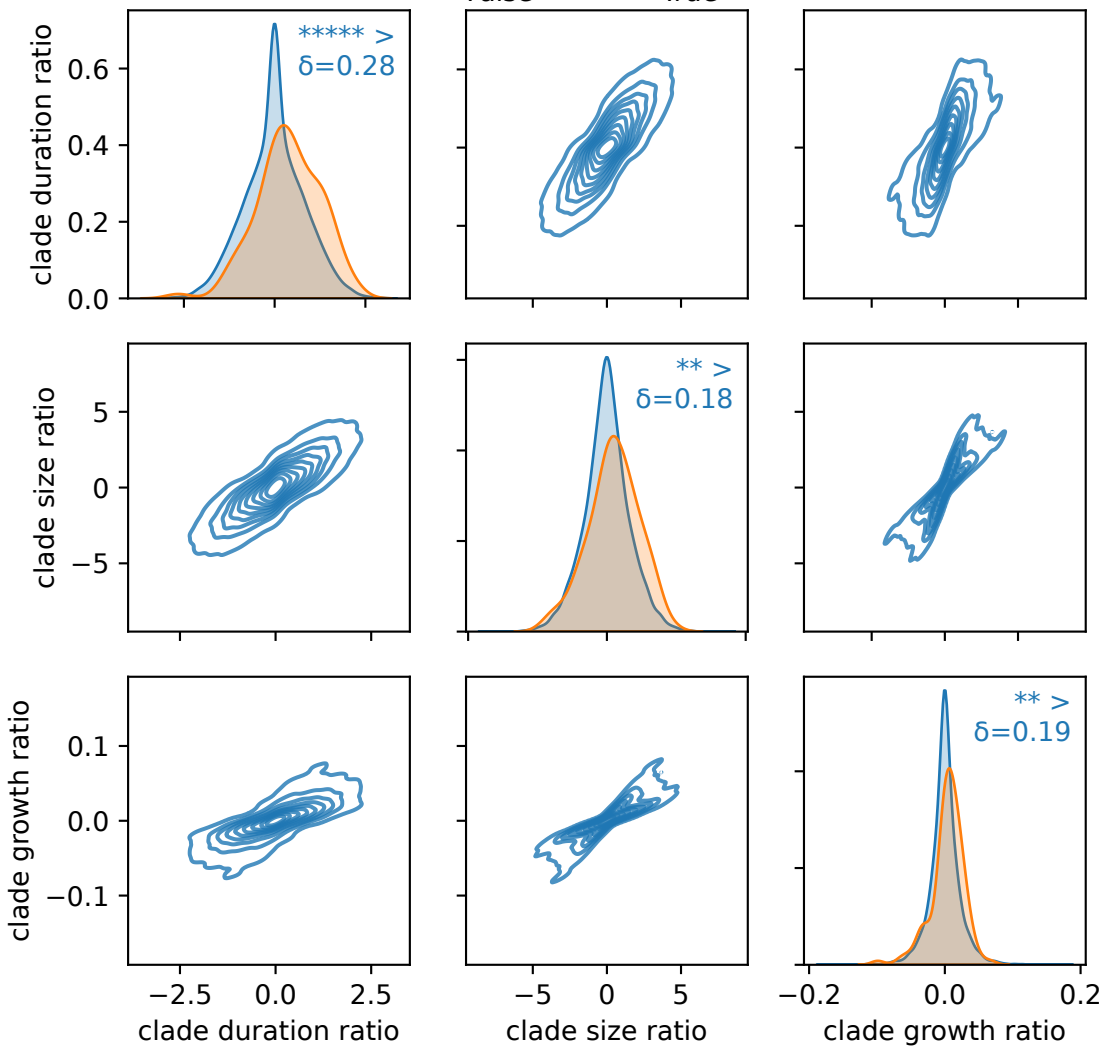 ***** >
δ=0.28
clade duration ratio
0.6
0.4
0.2
0.0
** >
δ=0.18
clade size ratio
5
0
−5
** >
δ=0.19
clade growth ratio
0.1
0.0
−0.1
−2.5 0.0 2.5
−5 0 5
−0.2 0.0 0.2
clade duration ratio
clade size ratio
clade growth ratio